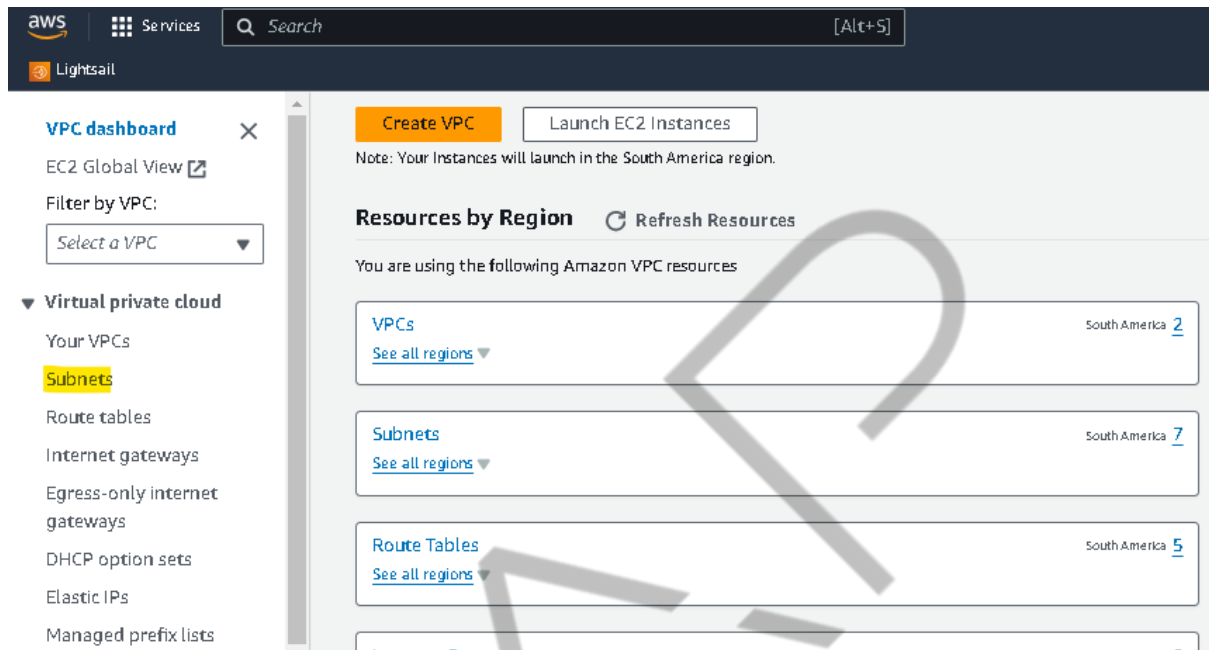 aws
Services
Search
[Alt+S]
Lightsail
VPC dashboard
EC2 Global View
Filter by VPC:
Select a VPC
Virtual private cloud
Your VPCs
Subnets
Route tables
Internet gateways
Egress-only internet
gateways
DHCP option sets
Elastic IPs
Managed prefix lists
Create VPC
Launch EC2 Instances
Note: Your Instances will launch in the South America region.
Resources by Region
Refresh Resources
You are using the following Amazon VPC resources
VPCs
South America 2
See all regions
Subnets
South America 7
See all regions
Route Tables
South America 5
See all regions